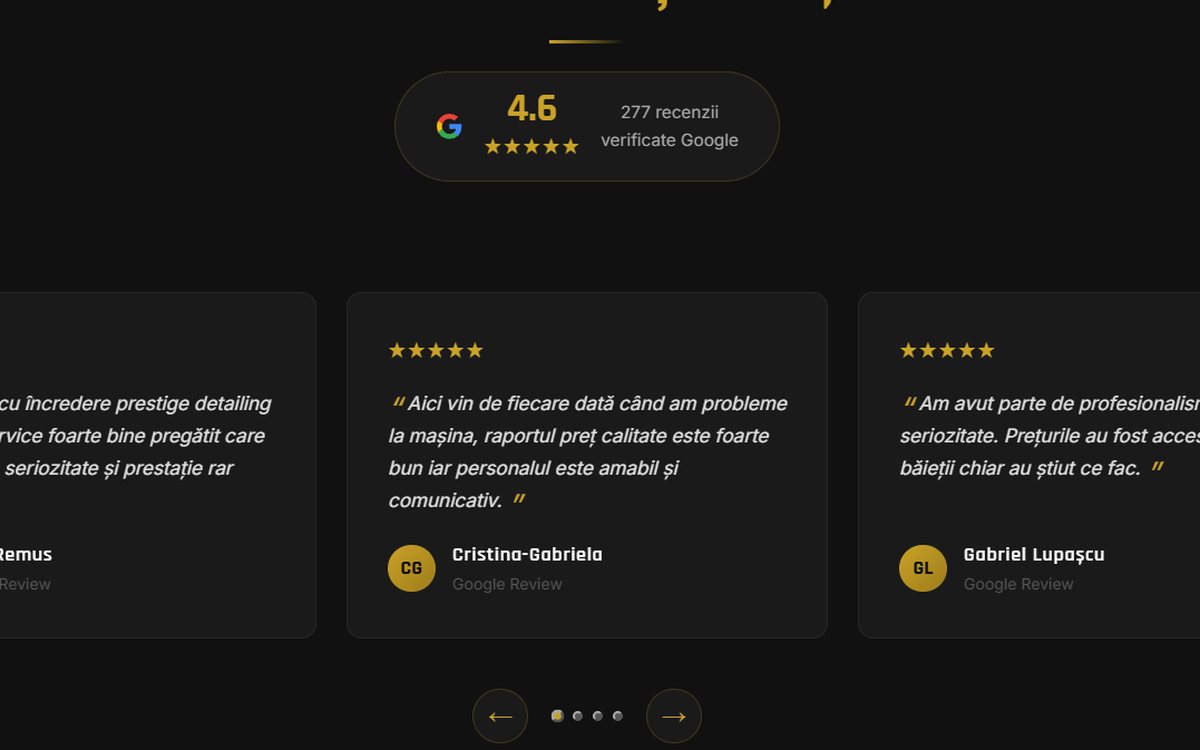 4.6
★★★★★
277 recenzii
verificate Google
cu încredere prestige detailing
foarte bine pregătit care
seriozitate și prestație rar
Remus
Review
★★★★★
"Aici vin de fiecare dată când am probleme
la mașina, raportul preț calitate este foarte
bun iar personalul este amabil și
comunicativ. "
CG
Cristina-Gabriela
Google Review
★★★★★
"Am avut parte de
seriozitate. Prețurile au fost
băieții chiar au știut ce fac. "
GL
Gabriel Lupașcu
Google Review
← →